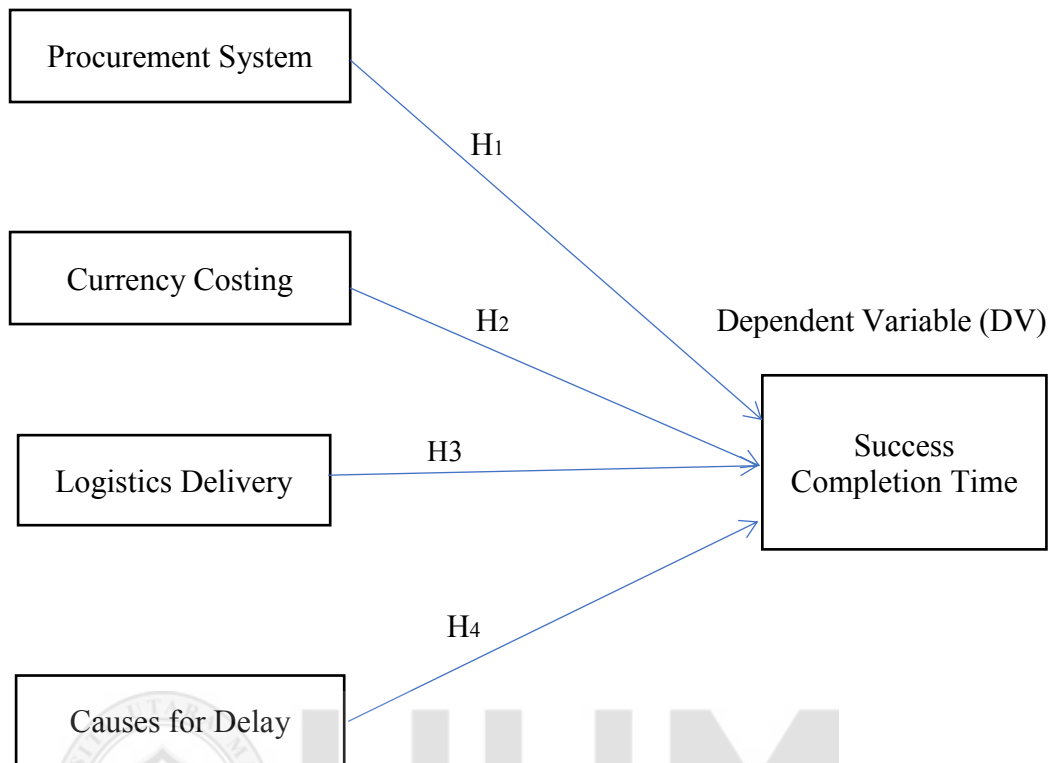 Procurement System
H1
Currency Costing
H2
Dependent Variable (DV)
Success
Completion Time
H3
Logistics Delivery
H4
Causes for Delay